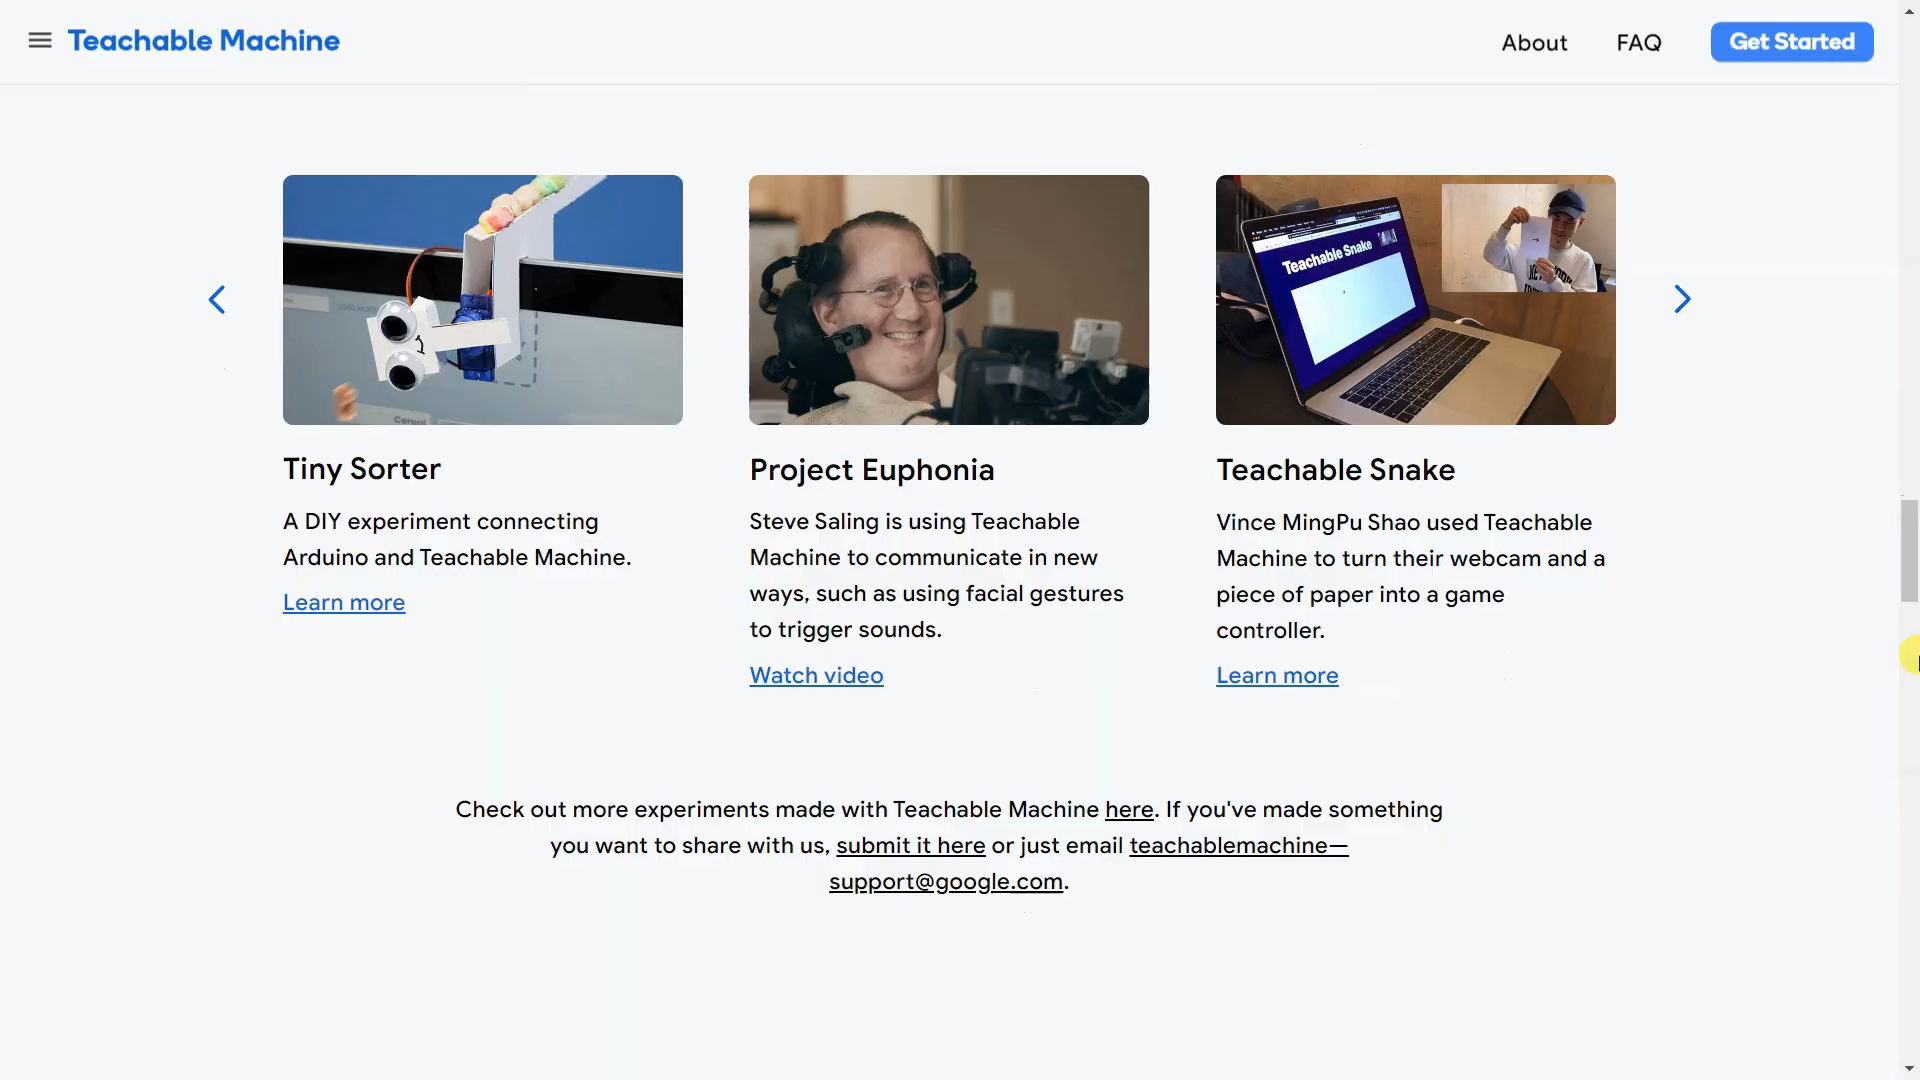 Teachable Machine
About
FAQ
Get Started
Teachable Snake
Tiny Sorter
A DIY experiment connecting
Arduino and Teachable Machine.
Learn more
Project Euphonia
Steve Saling is using Teachable
Machine to communicate in new
ways, such as using facial gestures
to trigger sounds.
Watch video
Teachable Snake
Vince MingPu Shao used Teachable
Machine to turn their webcam and a
piece of paper into a game
controller.
Learn more
Check out more experiments made with Teachable Machine here. If you've made something
you want to share with us, submit it here or just email teachablemachine—
support@google.com.